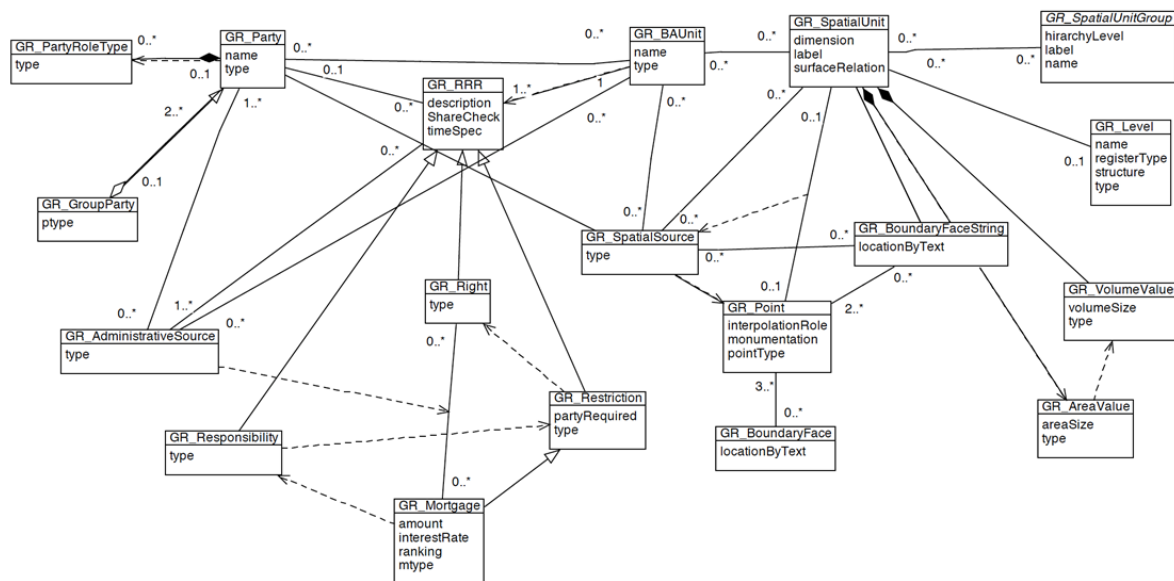 GR_PartyRoleType
type
0..*
0..1
GR_Party
name
type
0..*
0..1
0..*
2..*
1..*
0..1
GR_GroupParty
ptype
GR_RRR
description
ShareCheck
timeSpec
0..*
1..*
1
0..*
0..*
GR_BAUnit
name
type
0..*
0..*
0..*
GR_SpatialUnit
dimension
label
surfaceRelation
0..*
0..*
0..*
0..1
0..*
GR_SpatialUnitGroup
hirarchyLevel
label
name
GR_Level
name
registerType
structure
type
0..1
0..*
0..*
GR_SpatialSource
type
0..*
0..*
GR_BoundaryFaceString
locationByText
0..*
2..*
0..1
GR_Point
interpolationRole
monumentation
pointType
3..*
0..*
GR_BoundaryFace
locationByText
GR_VolumeValue
volumeSize
type
GR_AreaValue
areaSize
type
GR_Right
type
0..*
0..*
1..*
0..*
GR_AdministrativeSource
type
GR_Restriction
partyRequired
type
GR_Responsibility
type
0..*
GR_Mortgage
amount
interestRate
ranking
mtype